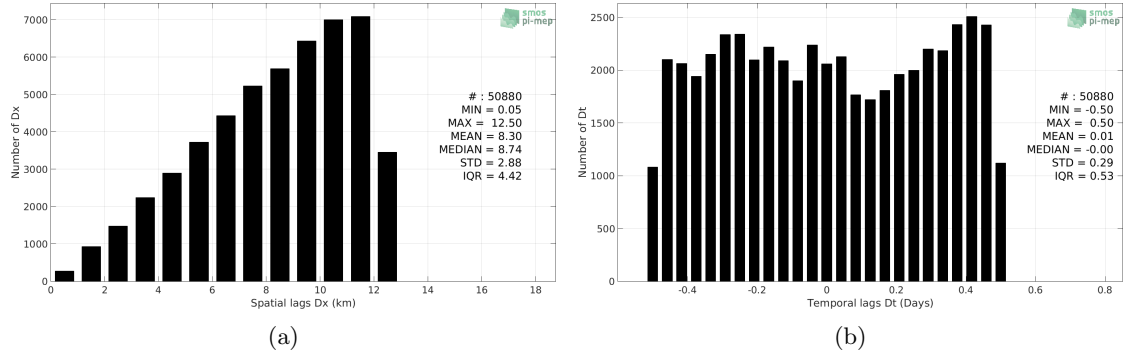 7000
6000
5000
4000
3000
2000
1000
0
0 2 4 6 8 10 12 14 16 18
Number of Dx
Spatial lags Dx (km)
smos
pi-mep
# : 50880
MIN = 0.05
MAX = 12.50
MEAN = 8.30
MEDIAN = 8.74
STD = 2.88
IQR = 4.42
(a)
2500
2000
1500
1000
500
0
-0.4 -0.2 0 0.2 0.4 0.6 0.8
Number of Dt
Temporal lags Dt (Days)
smos
pi-mep
# : 50880
MIN = -0.50
MAX = 0.50
MEAN = 0.01
MEDIAN = -0.00
STD = 0.29
IQR = 0.53
(b)